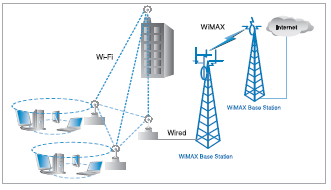 WiMAX
Internet
Wi-Fi
WiMAX Base Station
Wired
WiMAX Base Station